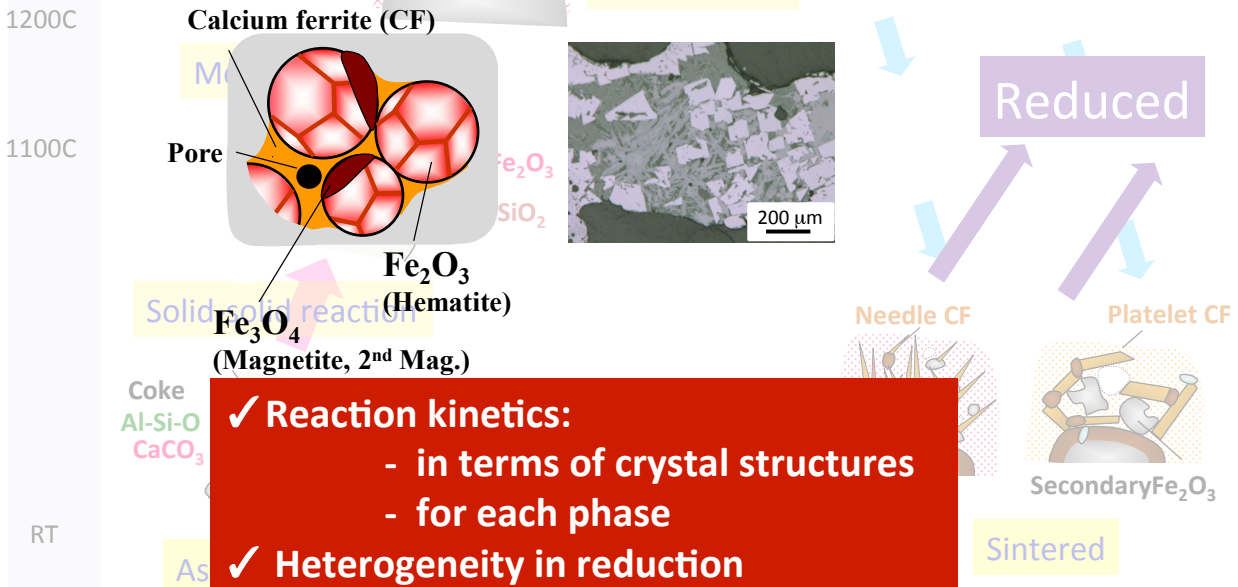 1200C
Calcium ferrite (CF)
Reduced
1100C
Pore
Fe₂O₃
SiO₂
200 μm
Fe₂O₃
(Hematite)
Solid-solid reaction
Fe₃O₄
(Magnetite, 2ⁿᵈ Mag.)
Needle CF
Platelet CF
Coke
Al-Si-O
CaCO₃
✓ Reaction kinetics:
- in terms of crystal structures
- for each phase
✓ Heterogeneity in reduction
SecondaryFe₂O₃
RT
Sintered